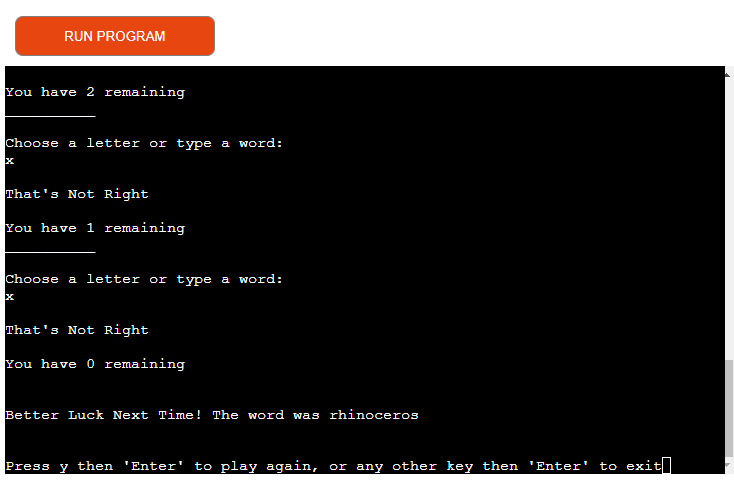 RUN PROGRAM
You have 2 remaining
__________
Choose a letter or type a word:
x
That's Not Right
You have 1 remaining
__________
Choose a letter or type a word:
x
That's Not Right
You have 0 remaining
Better Luck Next Time! The word was rhinoceros
Press y then 'Enter' to play again, or any other key then 'Enter' to exit